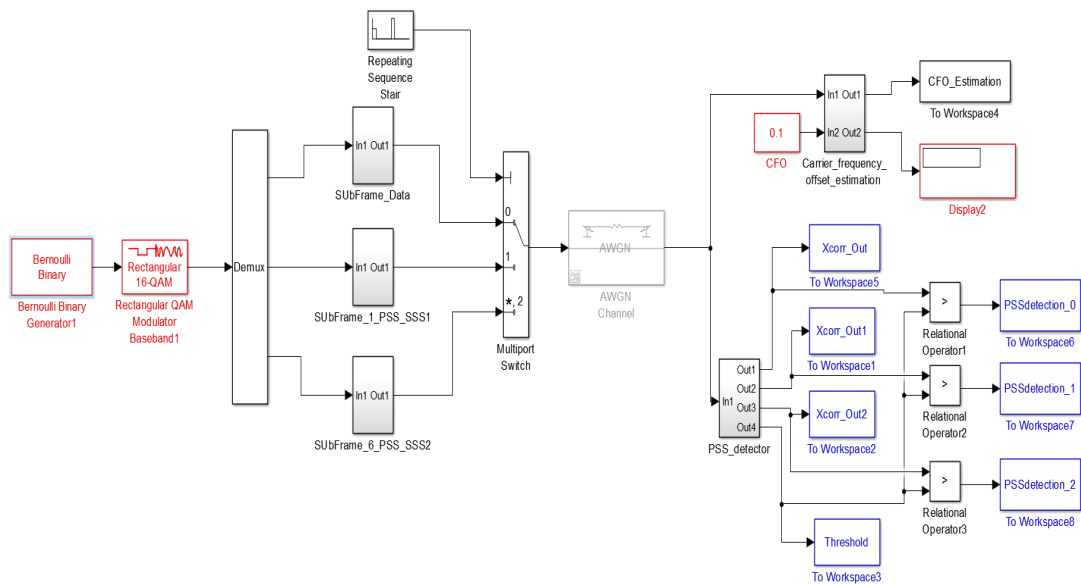 Repeating
Sequence
Stair
In1 Out1
SUbFrame_Data
Bernoulli
Binary
Bernoulli Binary
Generator1
Rectangular
16-QAM
Rectangular QAM
Modulator
Baseband1
Demux
In1 Out1
SUbFrame_1_PSS_SSS1
In1 Out1
SUbFrame_6_PSS_SSS2
0
1
*, 2
Multiport
Switch
AWGN
AWGN
Channel
In1 Out1
In2 Out2
Carrier_frequency_
offset_estimation
0.1
CFO
CFO_Estimation
To Workspace4
Display2
Xcorr_Out
To Workspace5
Xcorr_Out1
To Workspace1
Xcorr_Out2
To Workspace2
Out1
Out2
In1
Out3
Out4
PSS_detector
Threshold
To Workspace3
>
Relational
Operator1
PSSdetection_0
To Workspace6
>
Relational
Operator2
PSSdetection_1
To Workspace7
>
Relational
Operator3
PSSdetection_2
To Workspace8